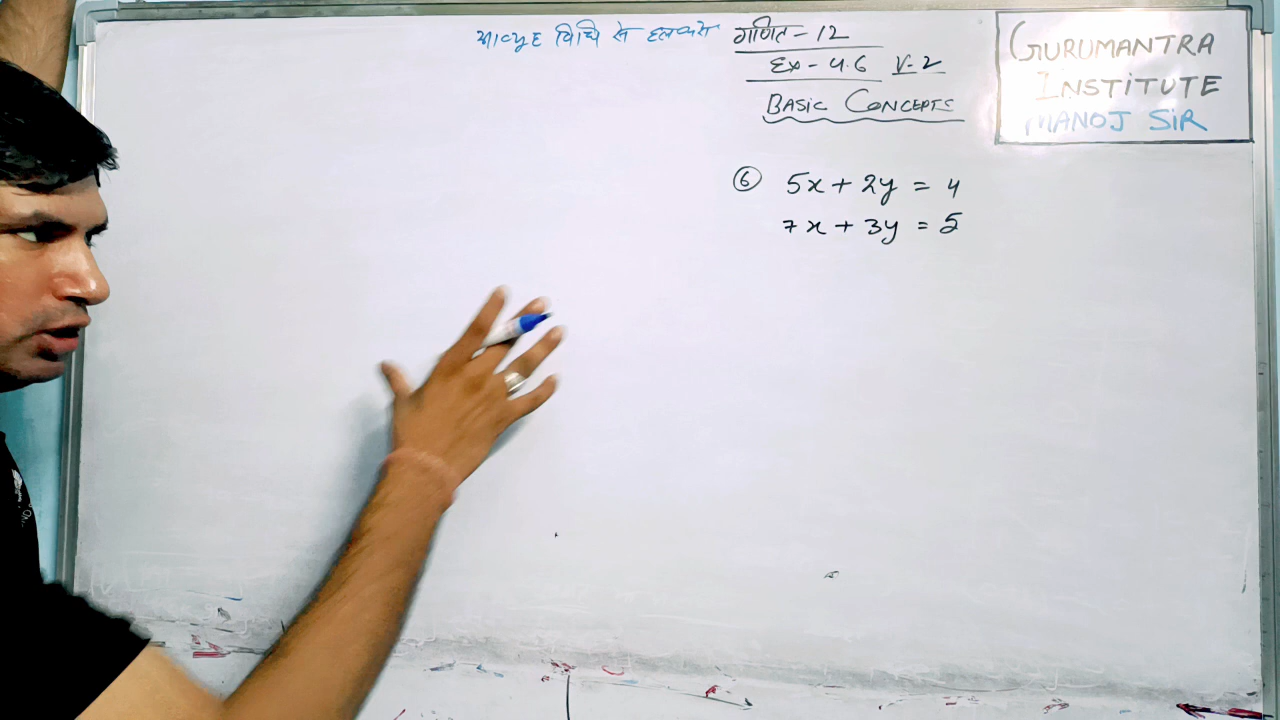 आव्यूह विधि से हल करो गणित-12
Ex-4.6 V-2
BASIC CONCEPTS
GURUMANTRA
INSTITUTE
MANOJ SIR
⑥ 5x + 2y = 4
7x + 3y = 5